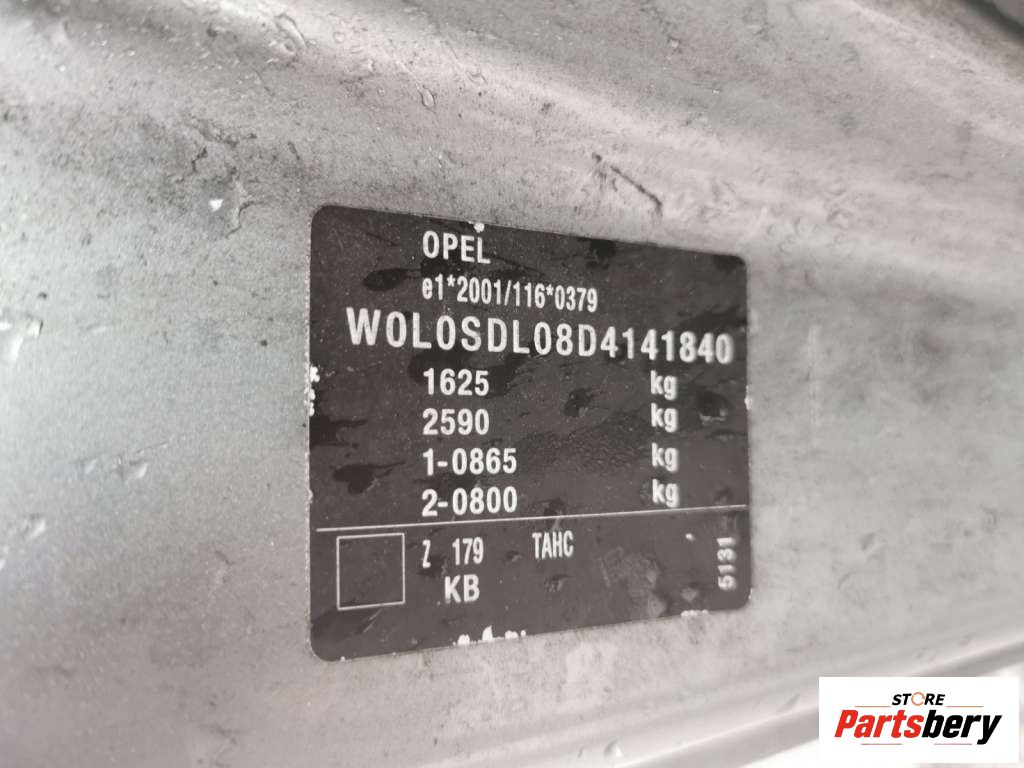 OPEL
e1*2001/116*0379
W0L0SDL08D4141840
1625 kg
2590 kg
1-0865 kg
2-0800 kg
Z 179 TAHC
KB
5131
STORE
Partsbery